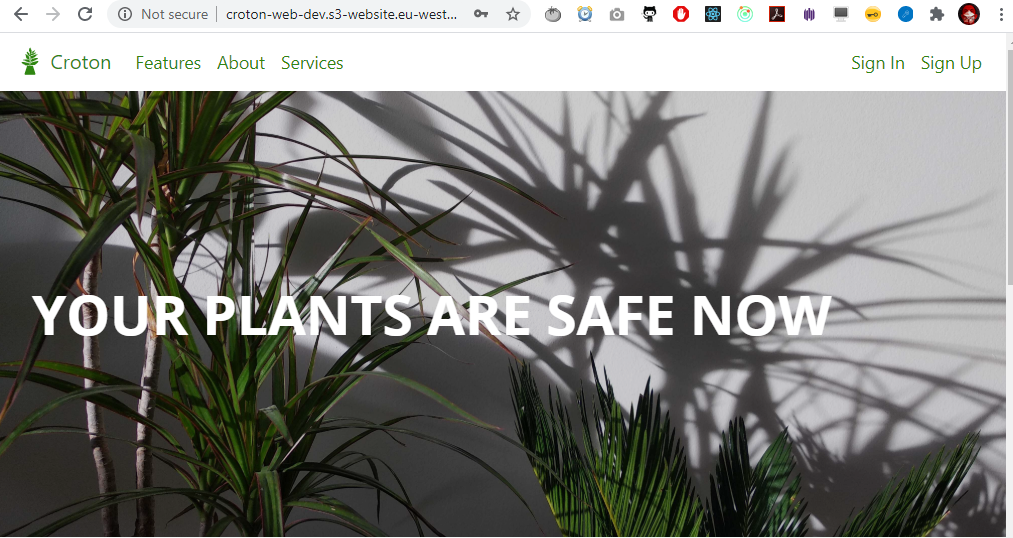 Not secure croton-web-dev.s3-website.eu-west...
Croton Features About Services Sign In Sign Up
YOUR PLANTS ARE SAFE NOW